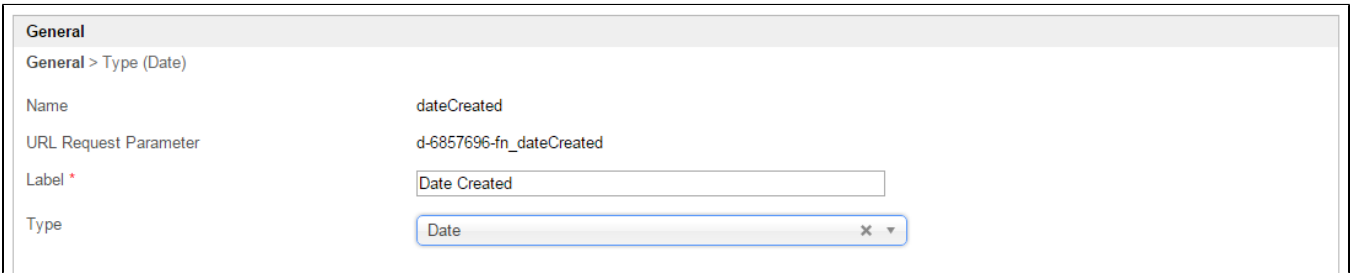 General
General > Type (Date)
Name dateCreated
URL Request Parameter d-6857696-fn_dateCreated
Label * Date Created
Type Date